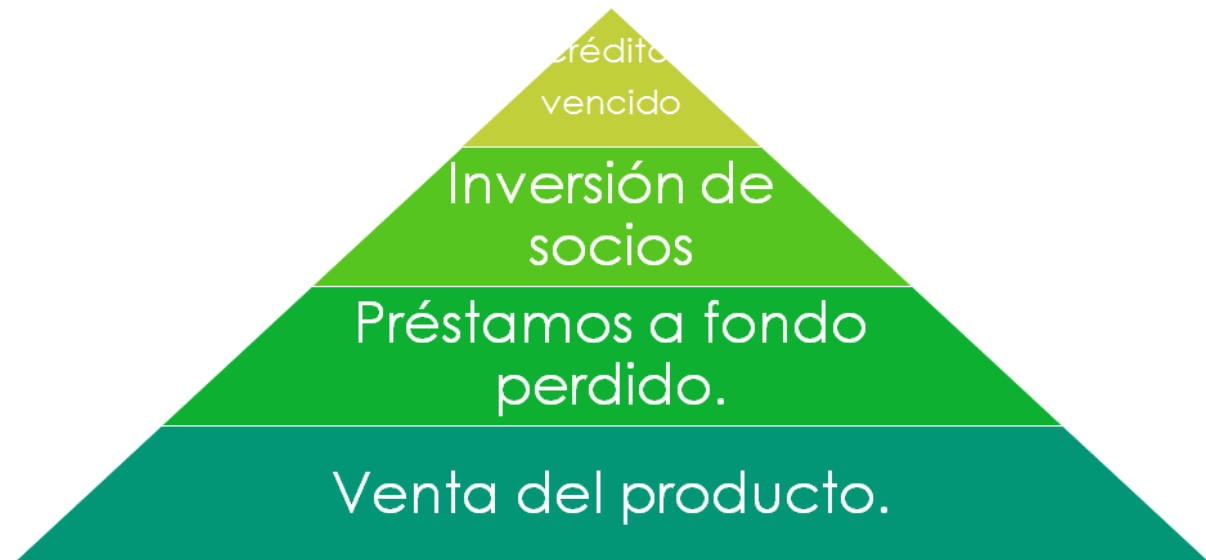 crédito
vencido
Inversión de
socios
Préstamos a fondo
perdido.
Venta del producto.